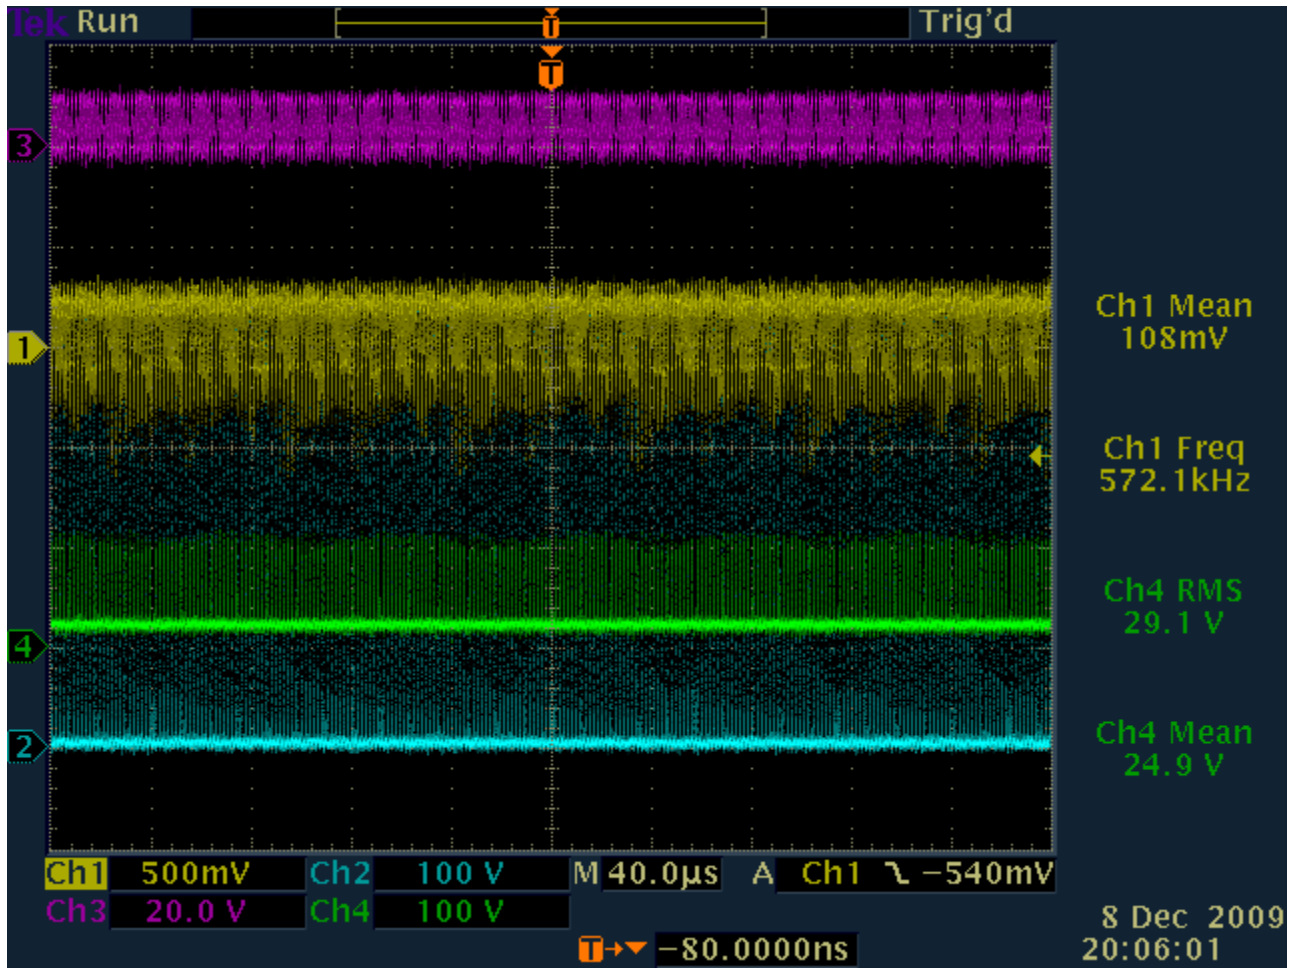 Tek Run Trig'd
T
T
3
1
4
2
Ch1 Mean
108mV
Ch1 Freq
572.1kHz
Ch4 RMS
29.1 V
Ch4 Mean
24.9 V
Ch1 500mV Ch2 100 V M 40.0µs A Ch1 -540mV
Ch3 20.0 V Ch4 100 V
T→▼ -80.0000ns
8 Dec 2009
20:06:01